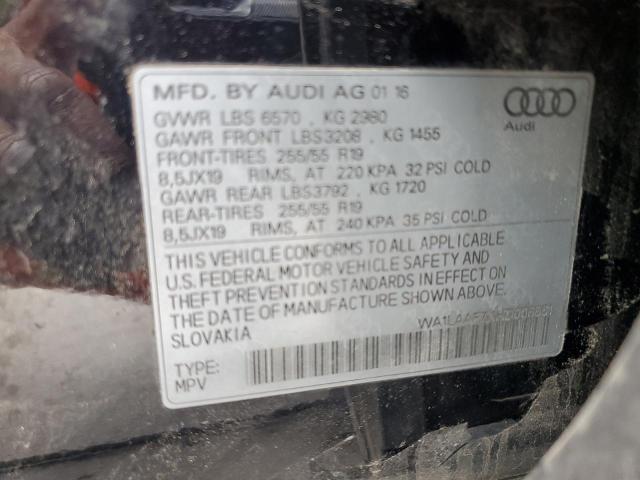 MFD. BY AUDI AG 01 16
GVWR LBS 6570 . KG 2980
GAWR FRONT LBS3208 . KG 1455
FRONT-TIRES 255/55 R19
8,5JX19 RIMS, AT 220 KPA 32 PSI COLD
GAWR REAR LBS3792 . KG 1720
REAR-TIRES 255/55 R19
8,5JX19 RIMS, AT 240 KPA 35 PSI COLD
Audi
THIS VEHICLE CONFORMS TO ALL APPLICABLE
U.S. FEDERAL MOTOR VEHICLE SAFETY AND
THEFT PREVENTION STANDARDS IN EFFECT ON
THE DATE OF MANUFACTURE SHOWN ABOVE.
SLOVAKIA
TYPE:
MPV